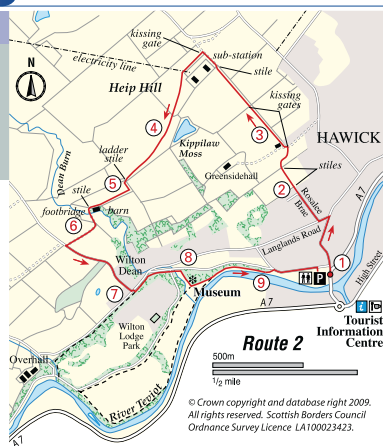 kissing
gate
sub-station
electricity line
stile
N
Heip Hill
kissing
gates
4
3
HAWICK
Kippilaw
Moss
ladder
stile
Dean Burn
Greensidehall
stiles
5
2
stile
Rosalee
Brae
A7
footbridge
barn
6
Langlands Road
High Street
Wilton
Dean
8
1
7
Museum
9
P
A7
i
Tourist
Information
Centre
Wilton
Lodge
Park
Route 2
500m
1/2 mile
Overhall
River Teviot
A7
© Crown copyright and database right 2009.
All rights reserved. Scottish Borders Council
Ordnance Survey Licence LA100023423.